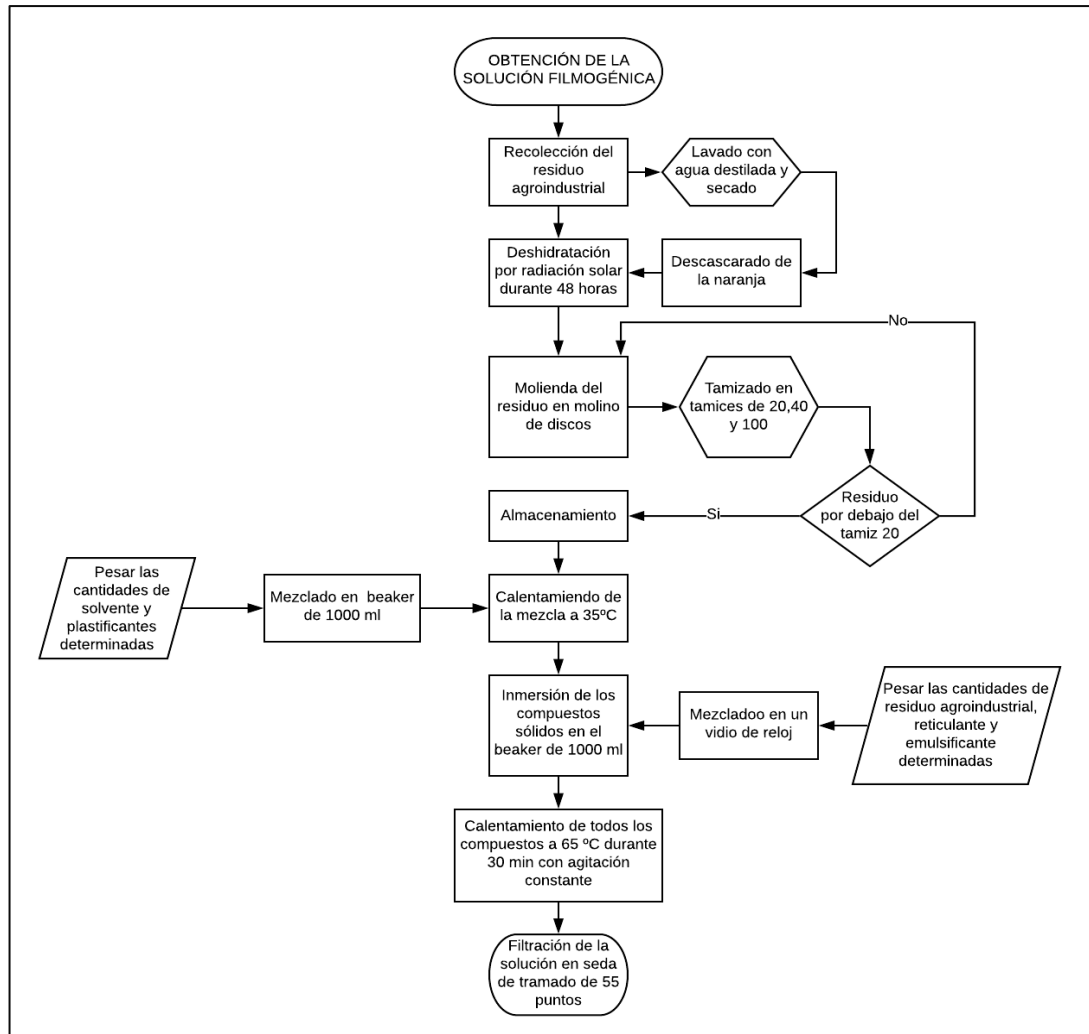 OBTENCIÓN DE LA
SOLUCIÓN FILMOGÉNICA
Recolección del
residuo
agroindustrial
Lavado con
agua destilada y
secado
Deshidratación
por radiación solar
durante 48 horas
Descascarado de
la naranja
No
Molienda del
residuo en molino
de discos
Tamizado en
tamices de 20,40
y 100
Residuo
por debajo del
tamiz 20
Si
Almacenamiento
Pesar las
cantidades de
solvente y
plastificantes
determinadas
Mezclado en beaker
de 1000 ml
Calentamiendo de
la mezcla a 35ºC
Inmersión de los
compuestos
sólidos en el
beaker de 1000 ml
Mezcladoo en un
vidio de reloj
Pesar las cantidades de
residuo agroindustrial,
reticulante y
emulsificante
determinadas
Calentamiento de todos los
compuestos a 65 ºC durante
30 min con agitación
constante
Filtración de la
solución en seda
de tramado de 55
puntos